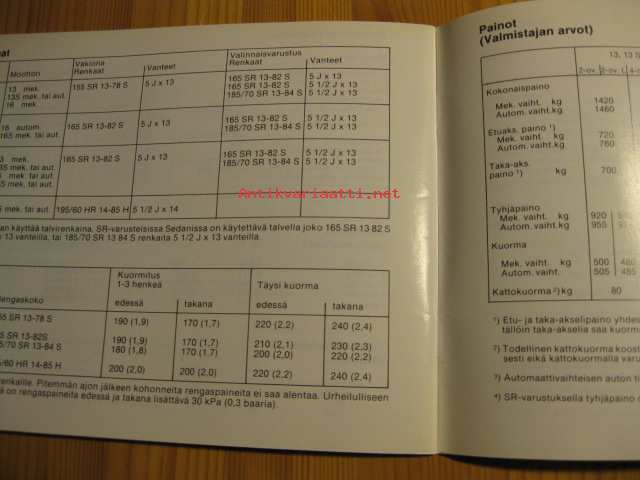 at
Moottori Vakiona Renkaat Vanteet Valinnaisvarustus Renkaat Vanteet
13 mek. 155 SR 13-78 S 5 J x 13 165 SR 13-82 S 5 J x 13
135 mek. tai aut. 165 SR 13-82 S 5 1/2 J x 13
16 mek. 185/70 SR 13-84 S 5 1/2 J x 13
16 autom. 165 SR 13-82 S 5 J x 13 165 SR 13-82 S 5 1/2 J x 13
165 mek. tai aut. 185/70 SR 13-84 S 5 1/2 J x 13
mek. 165 SR 13-82 S 5 J x 13 165 SR 13-82 S 5 1/2 J x 13
mek. tai aut. 185/70 SR 13-84 S 5 1/2 J x 13
mek.
mek. tai aut.
mek. tai aut. 195/60 HR 14-85 H 5 1/2 J x 14
an käyttää talvirenkaina, SR-varusteisissa Sedanissa on käytettävä talvella joko 165 SR 13 82 S
x 13 vanteilla, tai 185/70 SR 13 84 S renkaita 5 1/2 J x 13 vanteilla.
Kuormitus Täysi kuorma
1-3 henkeä
engaskoko edessä takana edessä takana
55 SR 13-78 S 190 (1,9) 170 (1,7) 220 (2,2) 240 (2,4)
5 SR 13-82S 190 (1,9) 170 (1,7) 210 (2,1) 230 (2,3)
5/70 SR 13-84 S 180 (1,8) 170 (1,7) 200 (2,0) 220 (2,2)
5/60 HR 14-85 H 200 (2,0) 200 (2,0) 220 (2,2) 240 (2,4)
renkaille. Pitemmän ajon jälkeen kohonneita rengaspaineita ei saa alentaa. Urheilulliseen
ä on rengaspaineita edessä ja takana lisättävä 30 kPa (0,3 baaria).
Antikvariaatti.net
Painot
(Valmistajan arvot)
13, 13 N
2-ov. 2-ov. L 4-o
Kokonaispaino
Mek. vaiht. kg 1420
Autom. vaiht. kg 1460
Etuaks. paino ¹)
Mek. vaiht. kg 720
Autom. vaiht. kg 760
Taka-aks.
paino ¹) kg 700
Tyhjäpaino
Mek. vaiht. kg 920
Autom. vaiht. kg 955
Kuorma
Mek. vaiht. kg 500 480
Autom. vaiht. 505 485
Kattokuorma²) kg 80
¹) Etu- ja taka-akselipaino yhdes
tällöin taka-akselia saa kuorm
²) Todellinen kattokuorma koost
sesti eikä kattokuormalla varu
³) Automaattivaihteisen auton t
⁴) SR-varustuksella tyhjäpaino